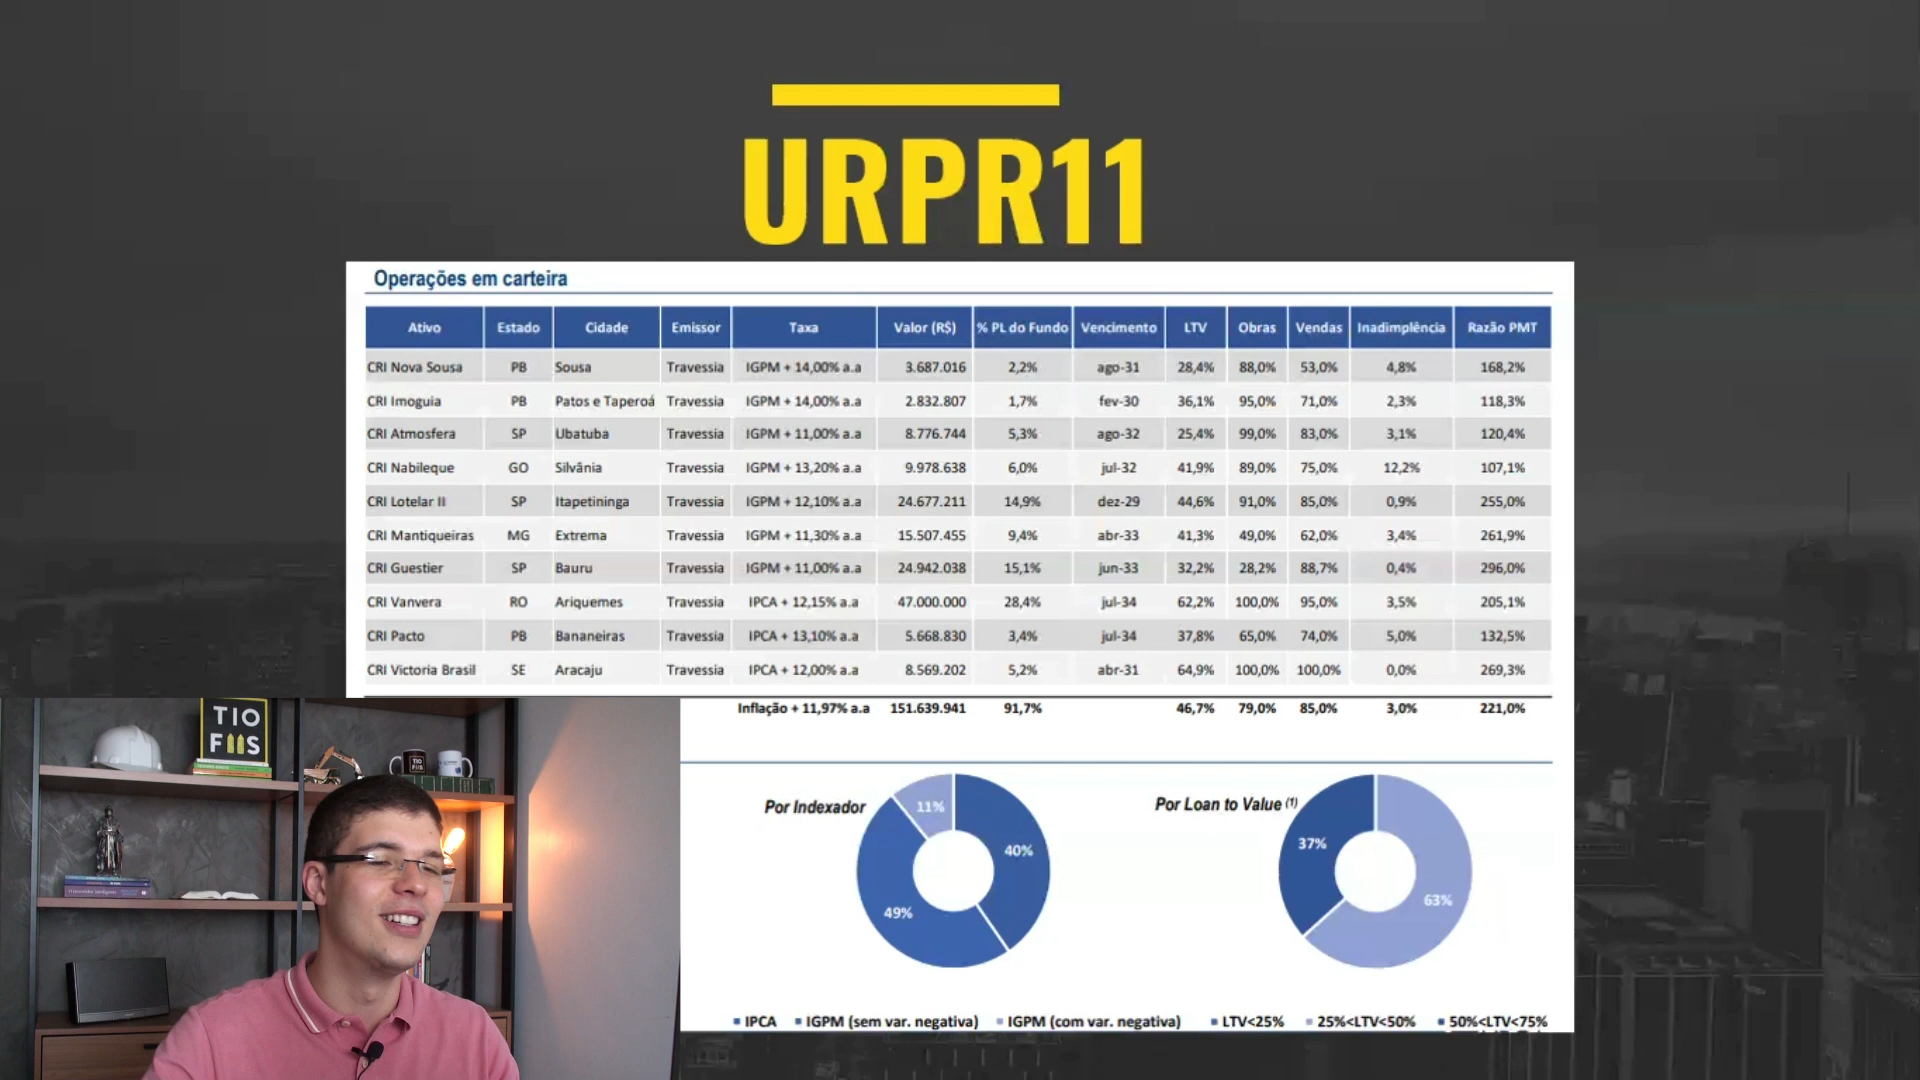 URPR11
Operações em carteira
Ativo Estado Cidade Emissor Taxa Valor (R$) % PL do Fundo Vencimento LTV Obras Vendas Inadimplência Razão PMT
CRI Nova Sousa PB Sousa Travessia IGPM + 14,00% a.a 3.687.016 2,2% ago-31 28,4% 88,0% 53,0% 4,8% 168,2%
CRI Imoguia PB Patos e Taperoá Travessia IGPM + 14,00% a.a 2.832.807 1,7% fev-30 36,1% 95,0% 71,0% 2,3% 118,3%
CRI Atmosfera SP Ubatuba Travessia IGPM + 11,00% a.a 8.776.744 5,3% ago-32 25,4% 99,0% 83,0% 3,1% 120,4%
CRI Nabileque GO Silvânia Travessia IGPM + 13,20% a.a 9.978.638 6,0% jul-32 41,9% 89,0% 75,0% 12,2% 107,1%
CRI Lotelar II SP Itapetininga Travessia IGPM + 12,10% a.a 24.677.211 14,9% dez-29 44,6% 91,0% 85,0% 0,9% 255,0%
CRI Mantiqueiras MG Extrema Travessia IGPM + 11,30% a.a 15.507.455 9,4% abr-33 41,3% 49,0% 62,0% 3,4% 261,9%
CRI Guestier SP Bauru Travessia IGPM + 11,00% a.a 24.942.038 15,1% jun-33 32,2% 28,2% 88,7% 0,4% 296,0%
CRI Vanvera RO Ariquemes Travessia IPCA + 12,15% a.a 47.000.000 28,4% jul-34 62,2% 100,0% 95,0% 3,5% 205,1%
CRI Pacto PB Bananeiras Travessia IPCA + 13,10% a.a 5.668.830 3,4% jul-34 37,8% 65,0% 74,0% 5,0% 132,5%
CRI Victoria Brasil SE Aracaju Travessia IPCA + 12,00% a.a 8.569.202 5,2% abr-31 64,9% 100,0% 100,0% 0,0% 269,3%
Inflação + 11,97% a.a 151.639.941 91,7% 46,7% 79,0% 85,0% 3,0% 221,0%
TIO
FIIS
TIO
FIIS
Por Indexador
11%
40%
49%
Por Loan to Value (1)
37%
63%
IPCA IGPM (sem var. negativa) IGPM (com var. negativa)
LTV<25% 25%<LTV<50% 50%<LTV<75%